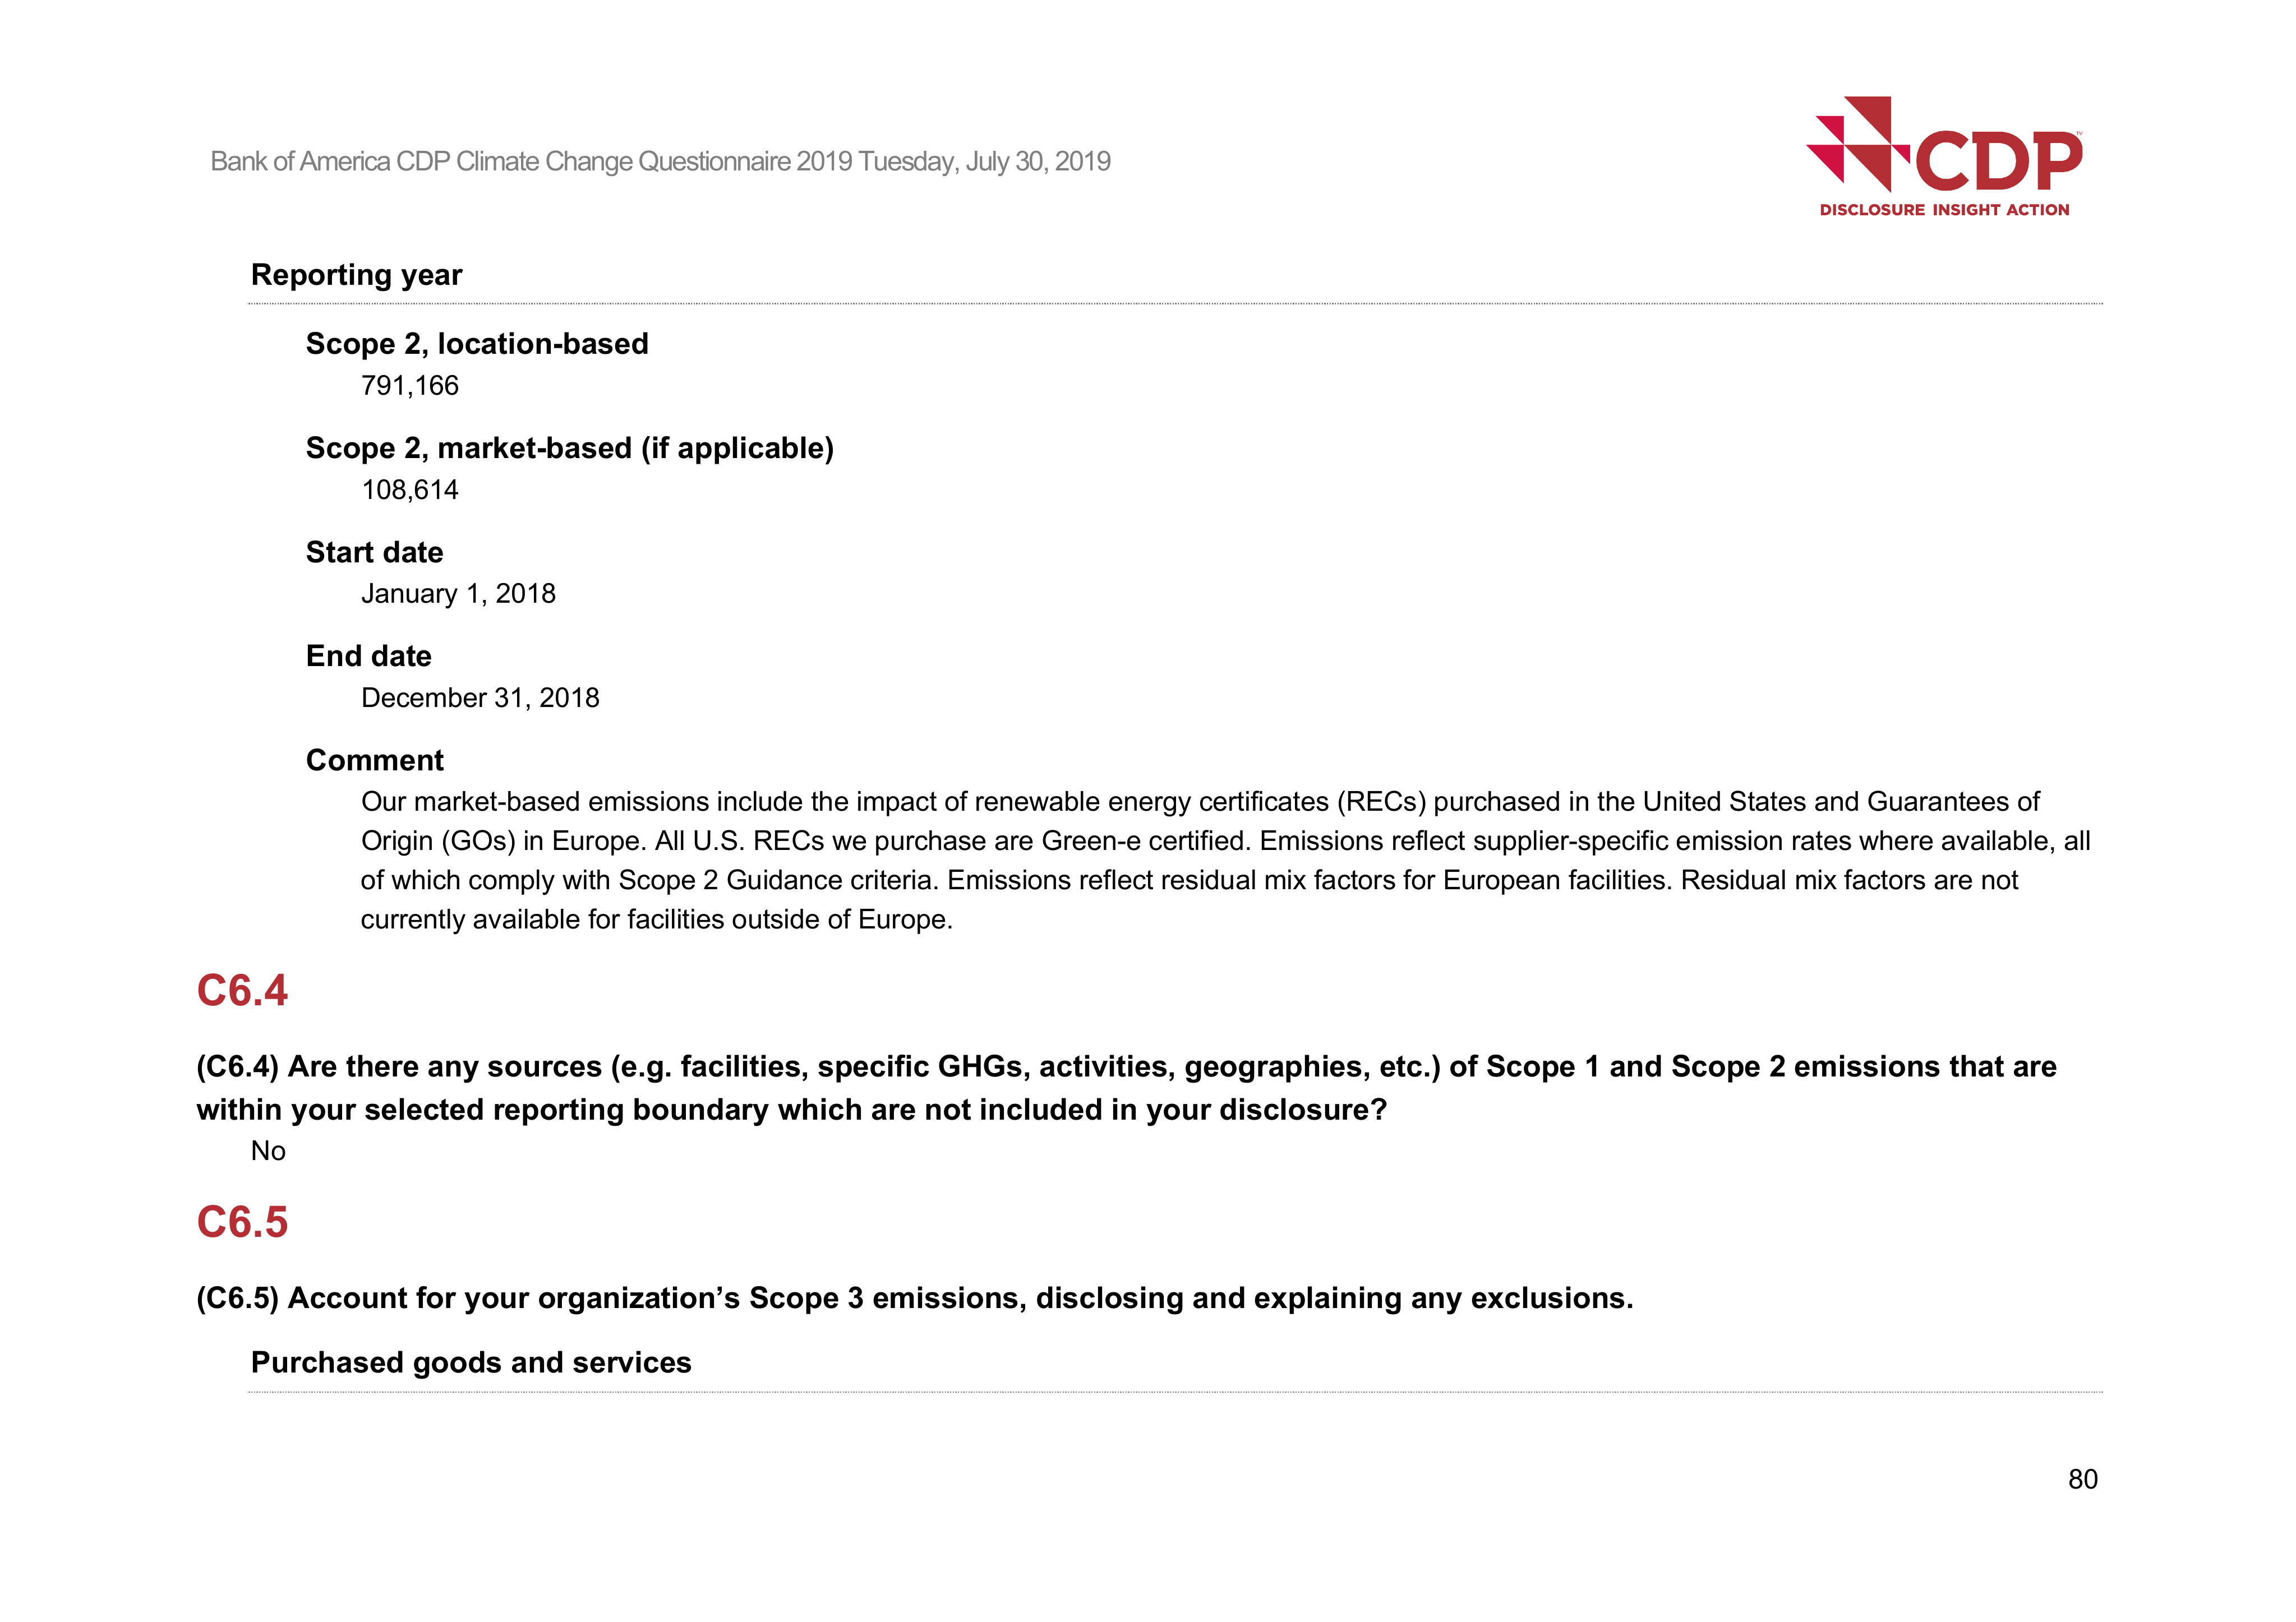 Bank of America CDP Climate Change Questionnaire 2019 Tuesday, July 30, 2019
CDP™
DISCLOSURE INSIGHT ACTION
Reporting year
Scope 2, location-based
791,166
Scope 2, market-based (if applicable)
108,614
Start date
January 1, 2018
End date
December 31, 2018
Comment
Our market-based emissions include the impact of renewable energy certificates (RECs) purchased in the United States and Guarantees of
Origin (GOs) in Europe. All U.S. RECs we purchase are Green-e certified. Emissions reflect supplier-specific emission rates where available, all
of which comply with Scope 2 Guidance criteria. Emissions reflect residual mix factors for European facilities. Residual mix factors are not
currently available for facilities outside of Europe.
C6.4
(C6.4) Are there any sources (e.g. facilities, specific GHGs, activities, geographies, etc.) of Scope 1 and Scope 2 emissions that are
within your selected reporting boundary which are not included in your disclosure?
No
C6.5
(C6.5) Account for your organization’s Scope 3 emissions, disclosing and explaining any exclusions.
Purchased goods and services
80